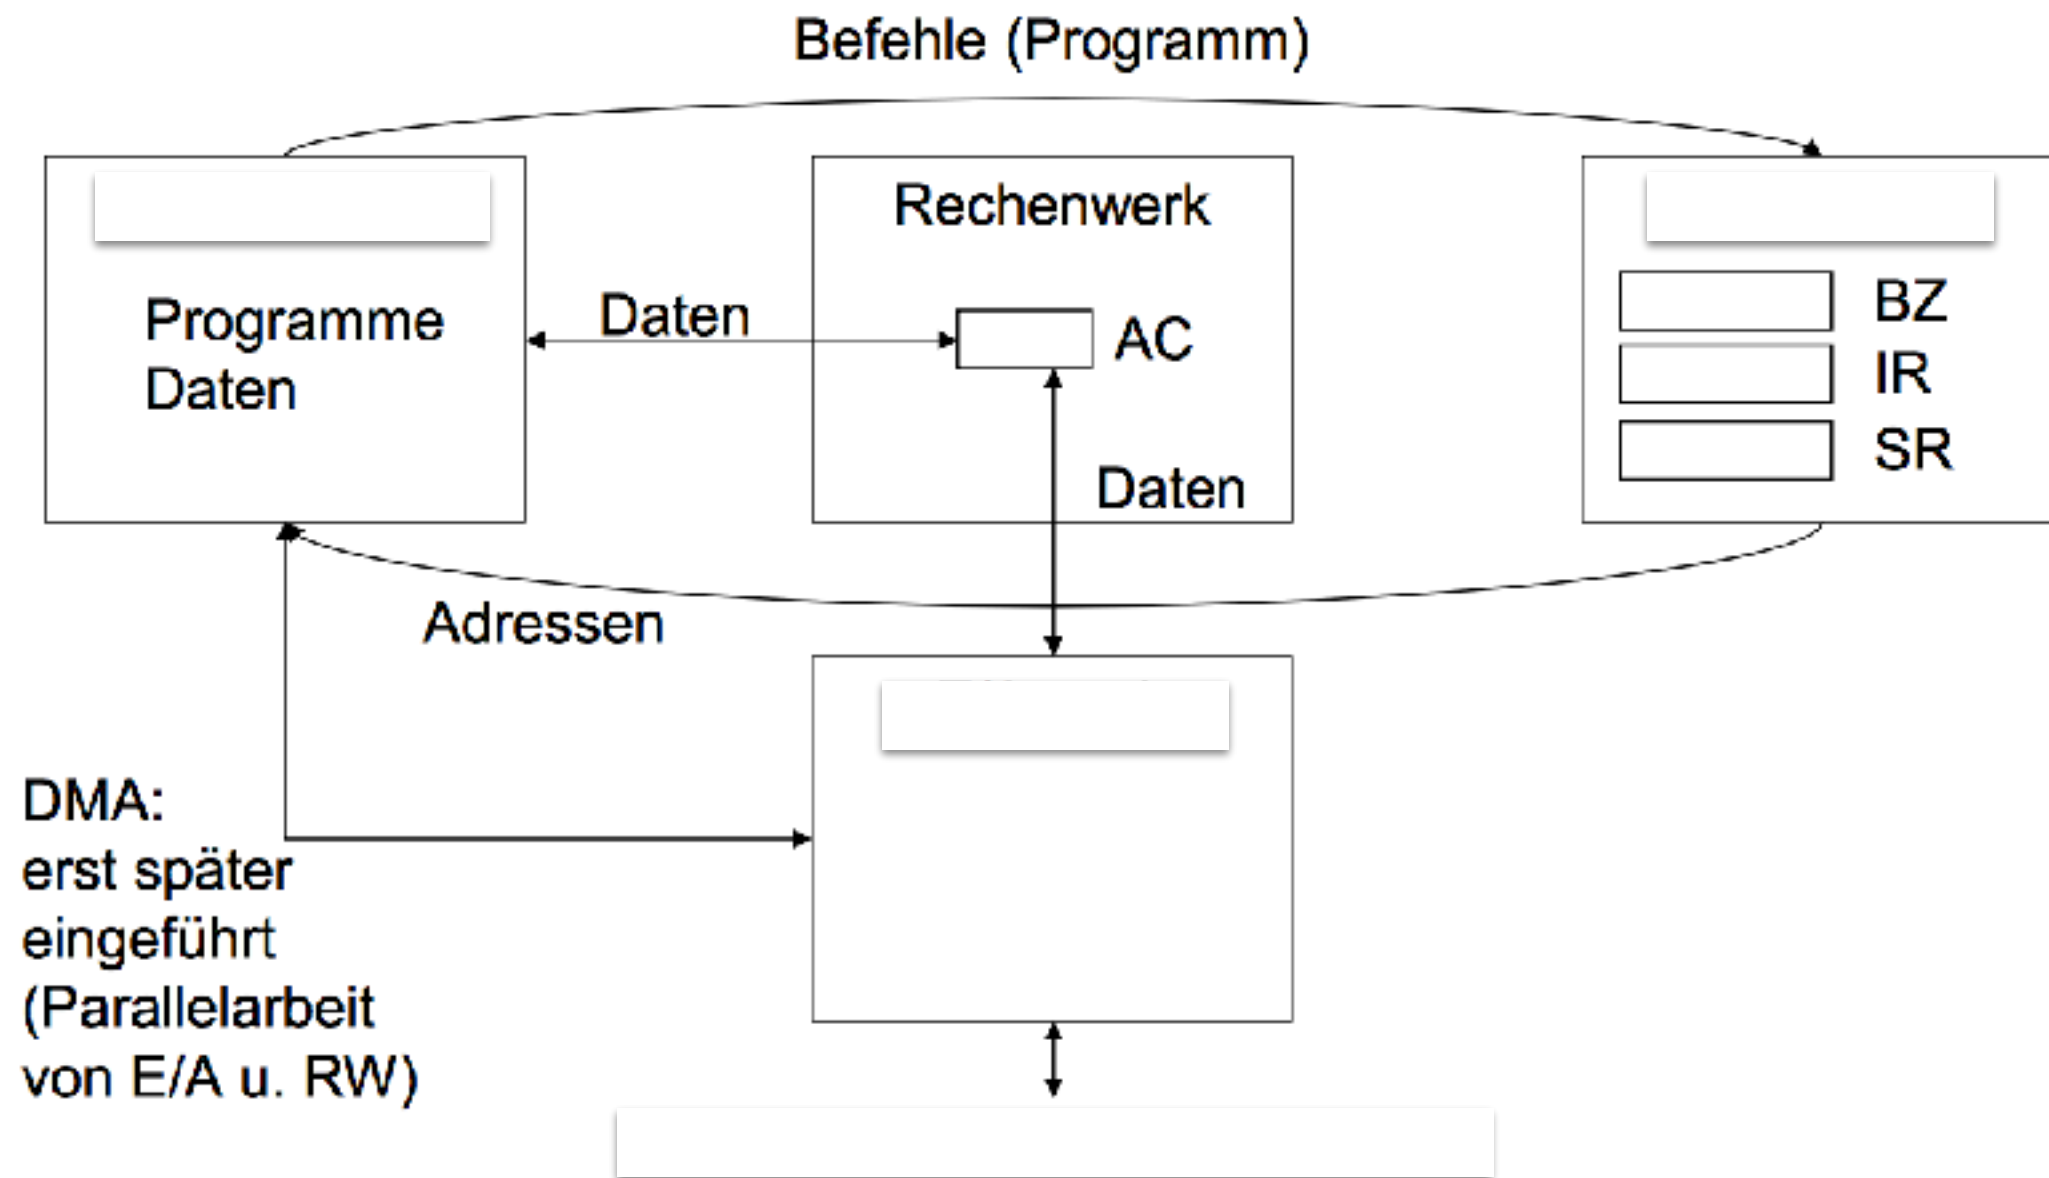 Befehle (Programm)
Rechenwerk
Programme
Daten
Daten
AC
BZ
IR
SR
Daten
Adressen
DMA:
erst später
eingeführt
(Parallelarbeit
von E/A u. RW)